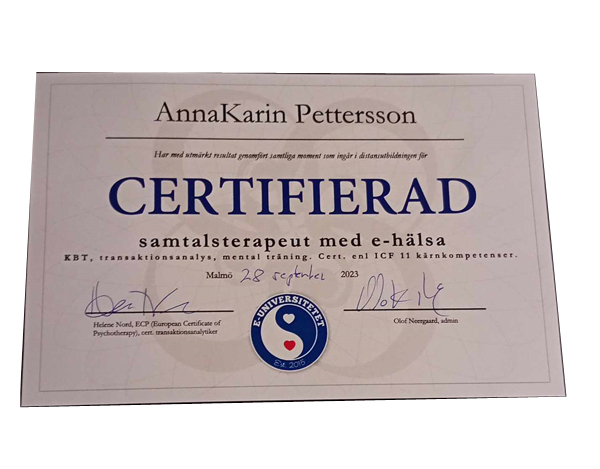 AnnaKarin Pettersson
Har med utmärkt resultat genomfört samtliga moment som ingår i distansutbildningen för
CERTIFIERAD
samtalsterapeut med e-hälsa
KBT, transaktionsanalys, mental träning. Cert. enl ICF 11 kärnkompetenser.
Malmö 28 september 2023
Helene Nord, ECP (European Certificate of
Psychotherapy), cert. transaktionsanalytiker
Olof Neergaard, admin
E-UNIVERSITETET
Est. 2015